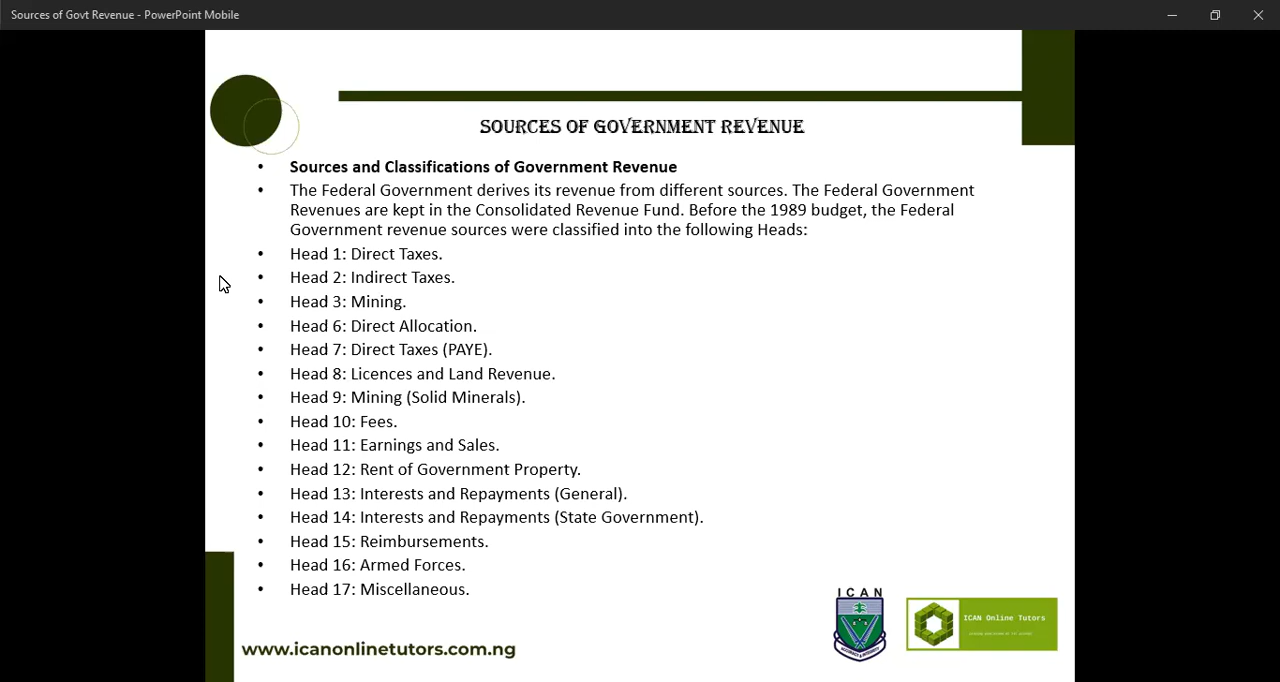 Sources of Govt Revenue - PowerPoint Mobile
SOURCES OF GOVERNMENT REVENUE
• Sources and Classifications of Government Revenue
• The Federal Government derives its revenue from different sources. The Federal Government
Revenues are kept in the Consolidated Revenue Fund. Before the 1989 budget, the Federal
Government revenue sources were classified into the following Heads:
• Head 1: Direct Taxes.
• Head 2: Indirect Taxes.
• Head 3: Mining.
• Head 6: Direct Allocation.
• Head 7: Direct Taxes (PAYE).
• Head 8: Licences and Land Revenue.
• Head 9: Mining (Solid Minerals).
• Head 10: Fees.
• Head 11: Earnings and Sales.
• Head 12: Rent of Government Property.
• Head 13: Interests and Repayments (General).
• Head 14: Interests and Repayments (State Government).
• Head 15: Reimbursements.
• Head 16: Armed Forces.
• Head 17: Miscellaneous.
ICAN
ACCURACY & INTEGRITY
ICAN Online Tutors
www.icanonlinetutors.com.ng